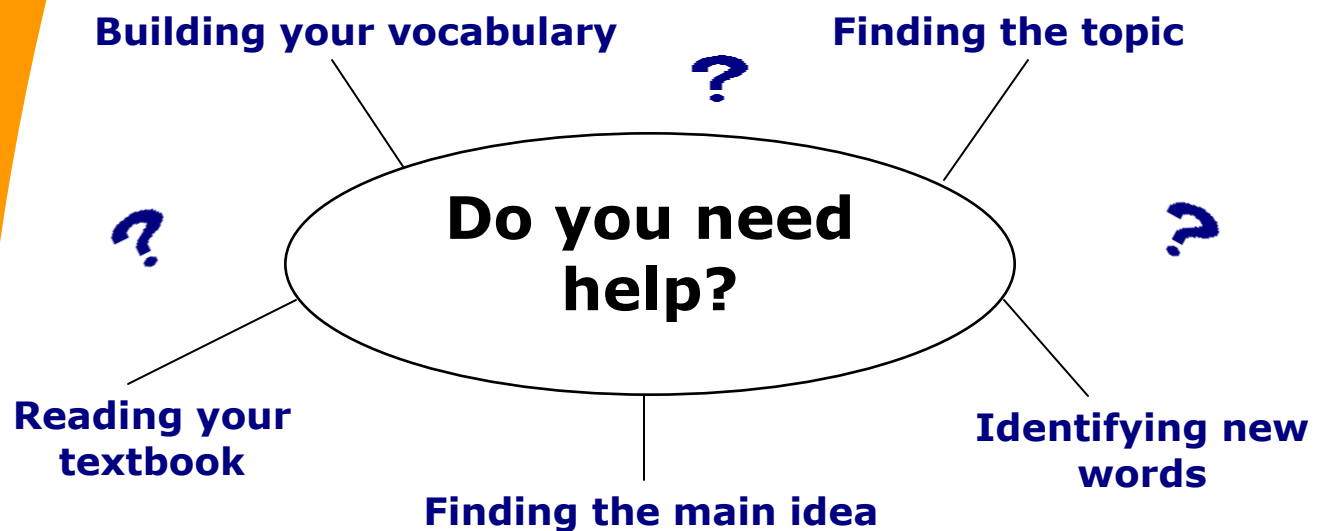 Building your vocabulary
Finding the topic
?
?
?
Do you need
help?
Reading your
textbook
Identifying new
words
Finding the main idea